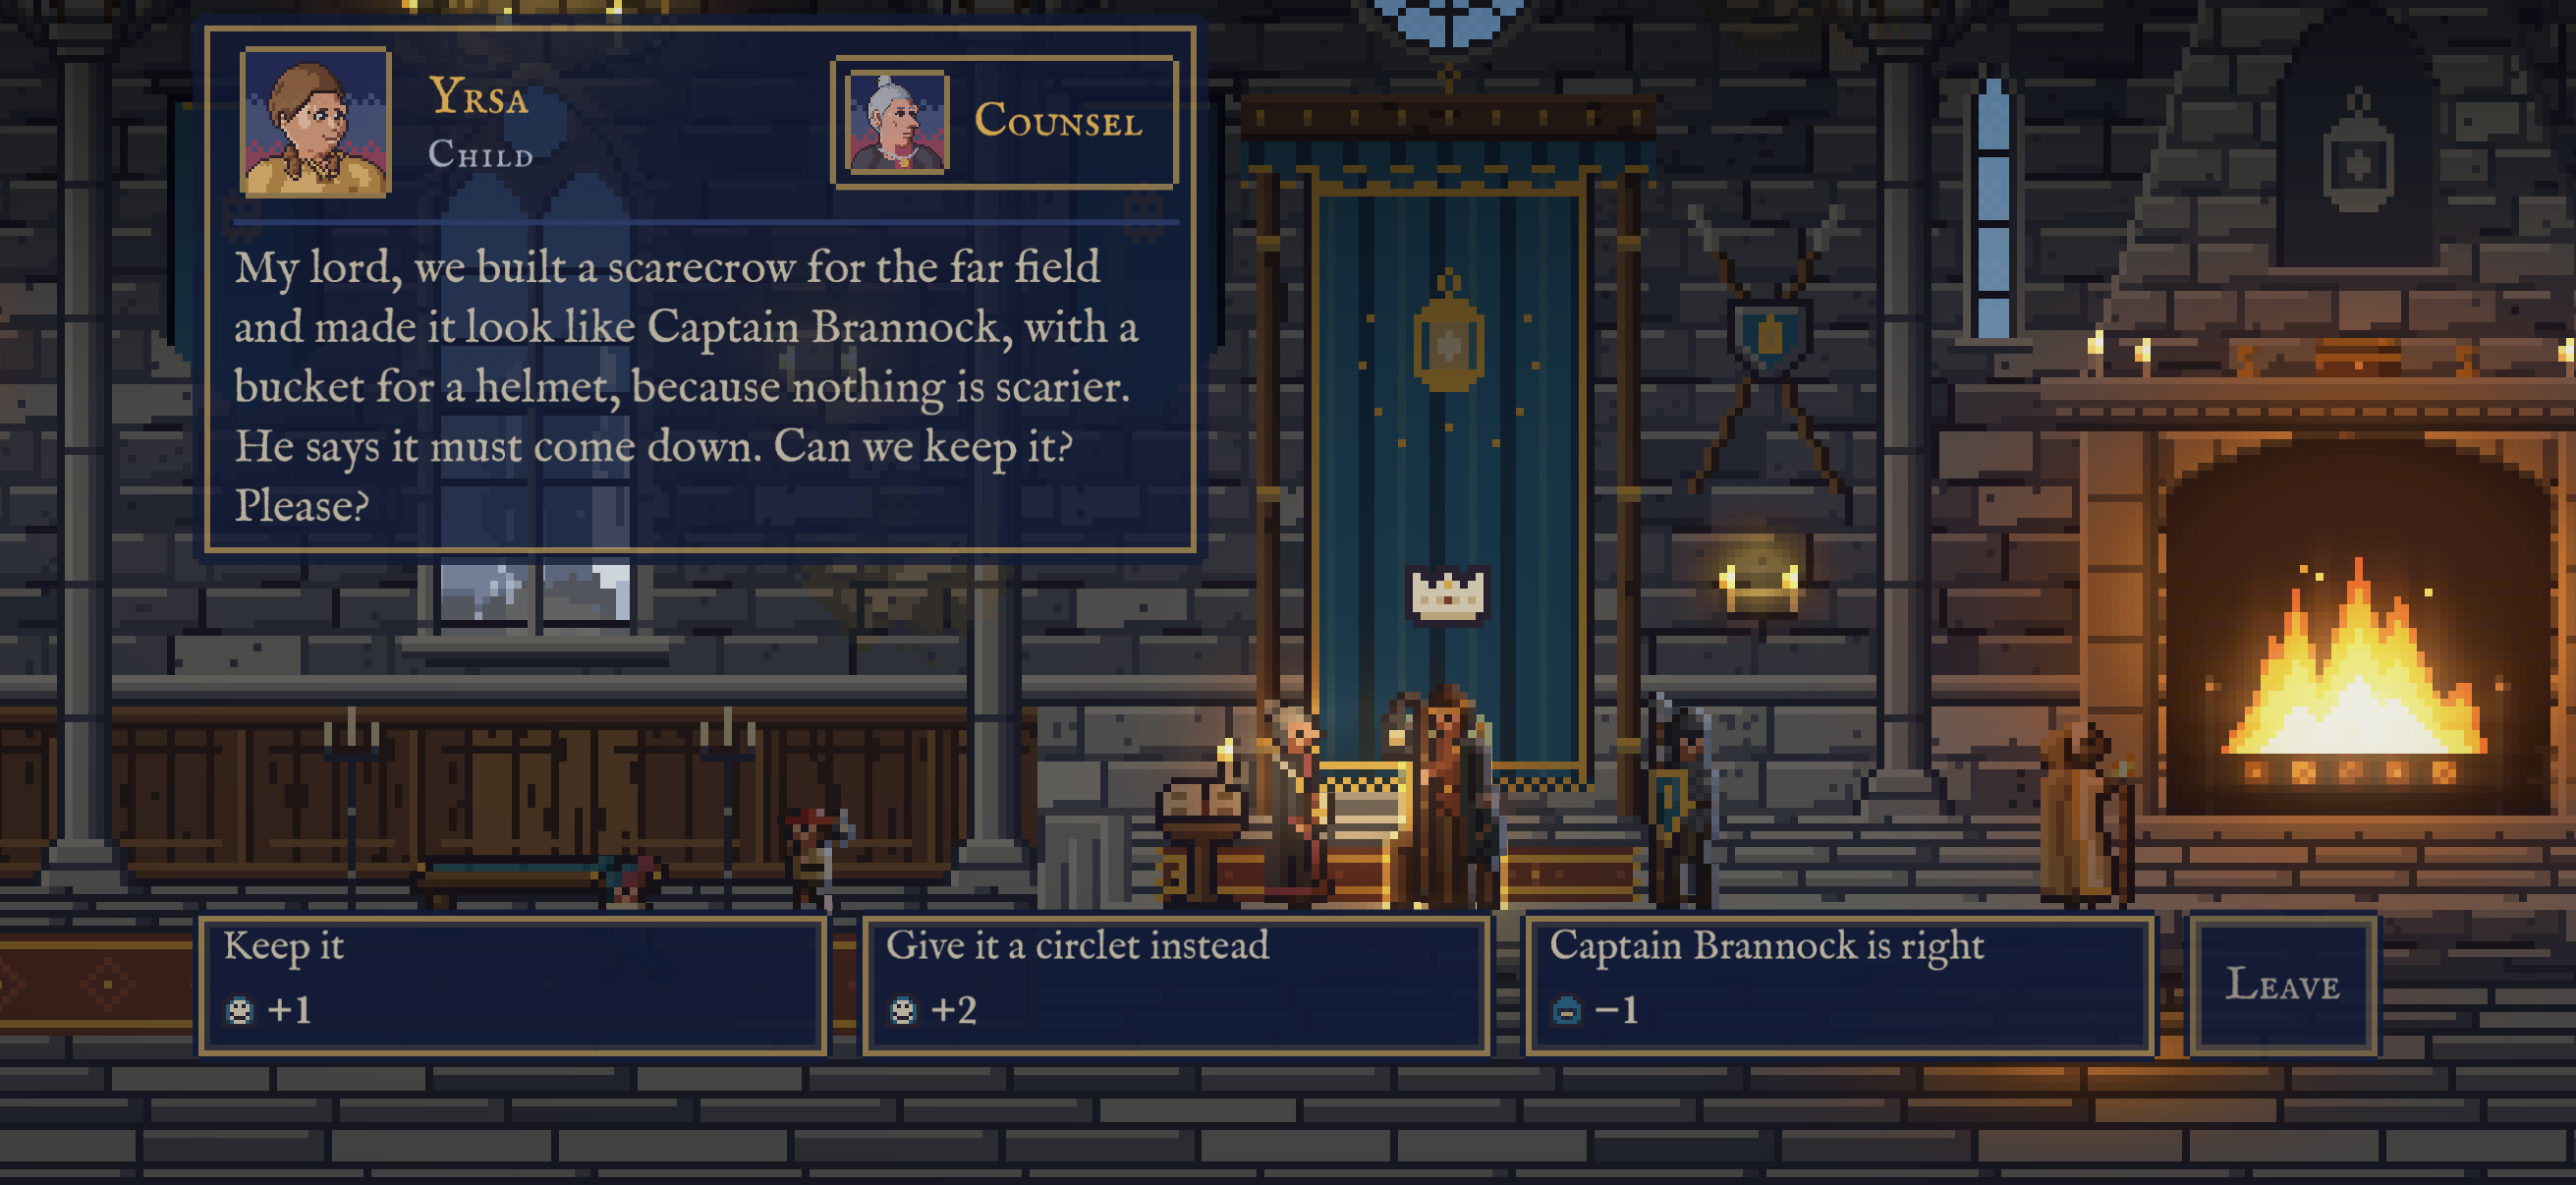 Yrsa
Child
Counsel
My lord, we built a scarecrow for the far field
and made it look like Captain Brannock, with a
bucket for a helmet, because nothing is scarier.
He says it must come down. Can we keep it?
Please?
Keep it
+1
Give it a circlet instead
+2
Captain Brannock is right
−1
Leave